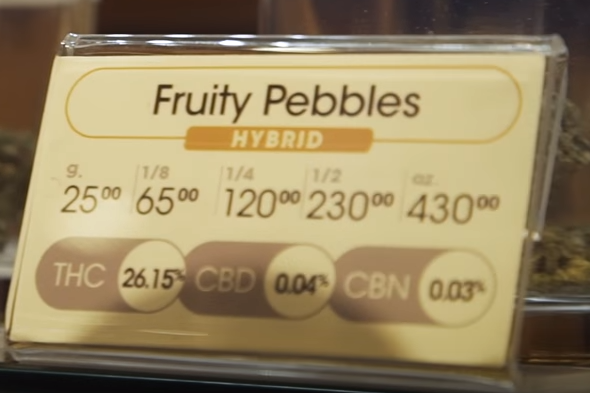 Fruity Pebbles
HYBRID
g. 1/8 1/4 1/2 oz.
25⁰⁰ 65⁰⁰ 120⁰⁰ 230⁰⁰ 430⁰⁰
THC 26.15% CBD 0.04% CBN 0.03%